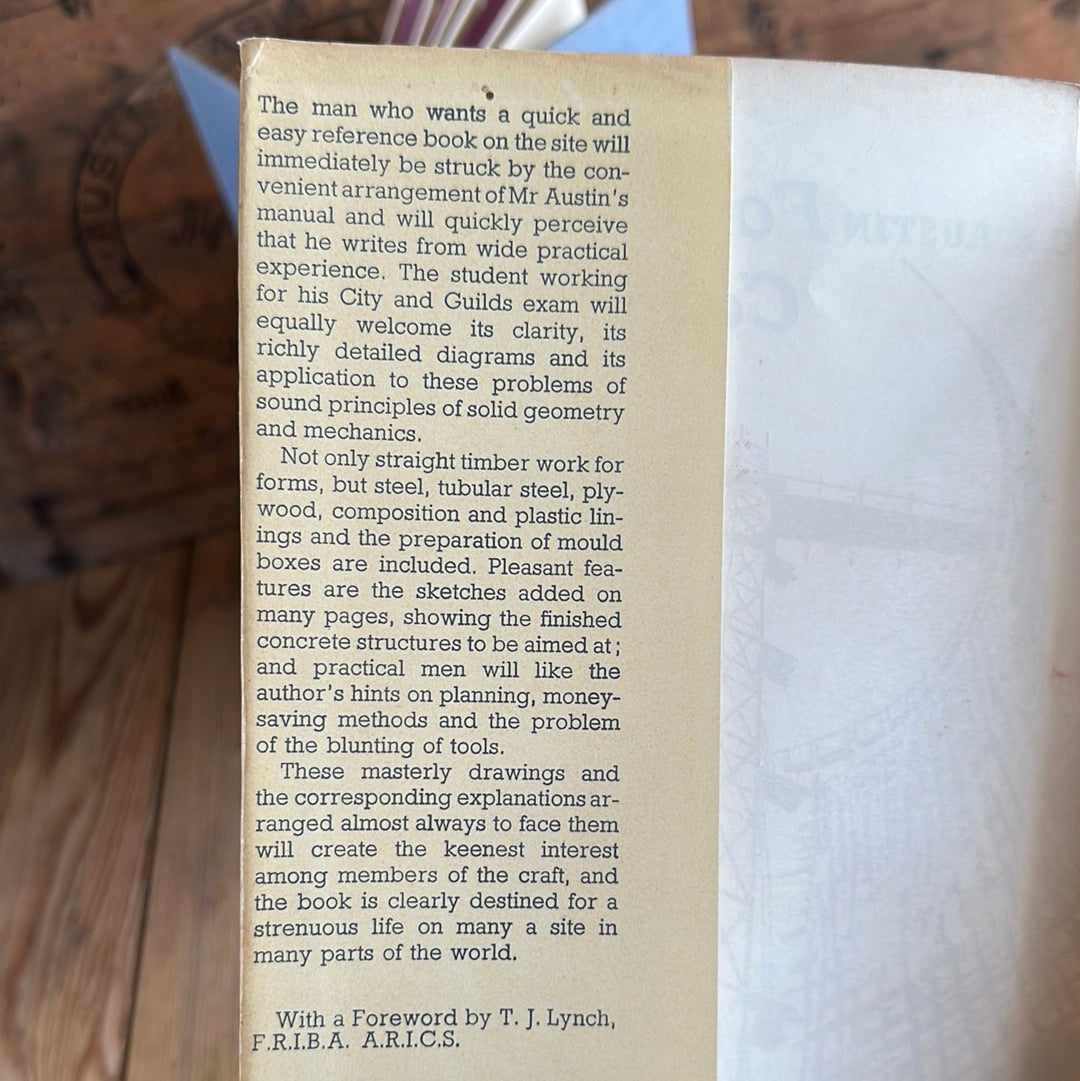 The man who wants a quick and
easy reference book on the site will
immediately be struck by the con-
venient arrangement of Mr Austin's
manual and will quickly perceive
that he writes from wide practical
experience. The student working
for his City and Guilds exam will
equally welcome its clarity, its
richly detailed diagrams and its
application to these problems of
sound principles of solid geometry
and mechanics.
Not only straight timber work for
forms, but steel, tubular steel, ply-
wood, composition and plastic lin-
ings and the preparation of mould
boxes are included. Pleasant fea-
tures are the sketches added on
many pages, showing the finished
concrete structures to be aimed at;
and practical men will like the
author's hints on planning, money-
saving methods and the problem
of the blunting of tools.
These masterly drawings and
the corresponding explanations ar-
ranged almost always to face them
will create the keenest interest
among members of the craft, and
the book is clearly destined for a
strenuous life on many a site in
many parts of the world.
With a Foreword by T. J. Lynch,
F.R.I.B.A. A.R.I.C.S.